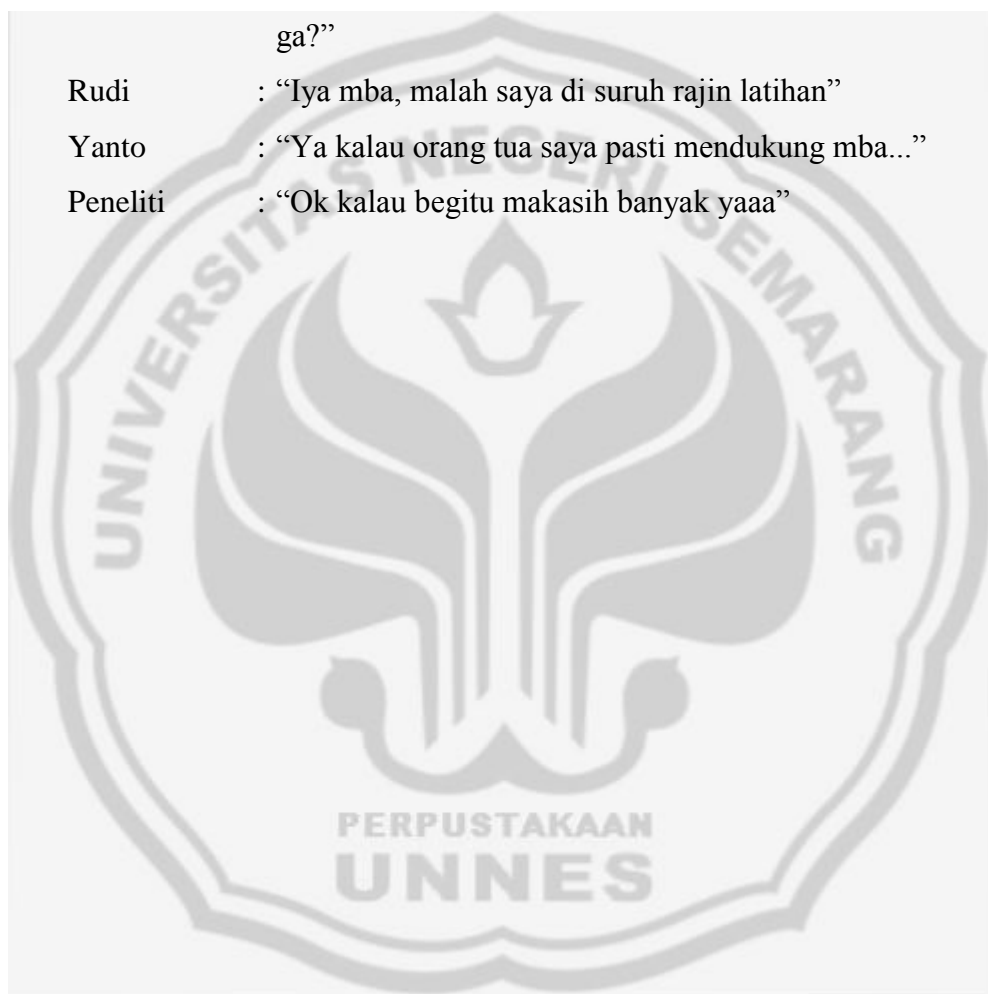 ga?”
Rudi : “Iya mba, malah saya di suruh rajin latihan”
Yanto : “Ya kalau orang tua saya pasti mendukung mba...”
Peneliti : “Ok kalau begitu makasih banyak yaaa”
UNIVERSITAS NEGERI SEMARANG
PERPUSTAKAAN
UNNES